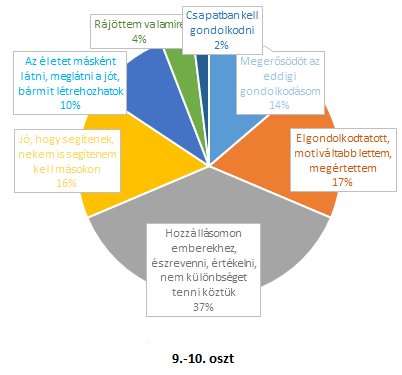 Rájöttem valamire
4%
Csapatban kell
gondolkodni
2%
Megerősödöt az
eddigi
gondolkodásom
14%
Az életet másként
látni, meglátni a jót,
bármit létrehozhatok
10%
Elgondolkodtatott,
motiváltabb lettem,
megértettem
17%
Jó, hogy segítenek,
nekem is segítenem
kell másokon
16%
Hozzállásomon
emberekhez,
észrevenni, értékelni,
nem különbséget
tenni köztük
37%
9.-10. oszt